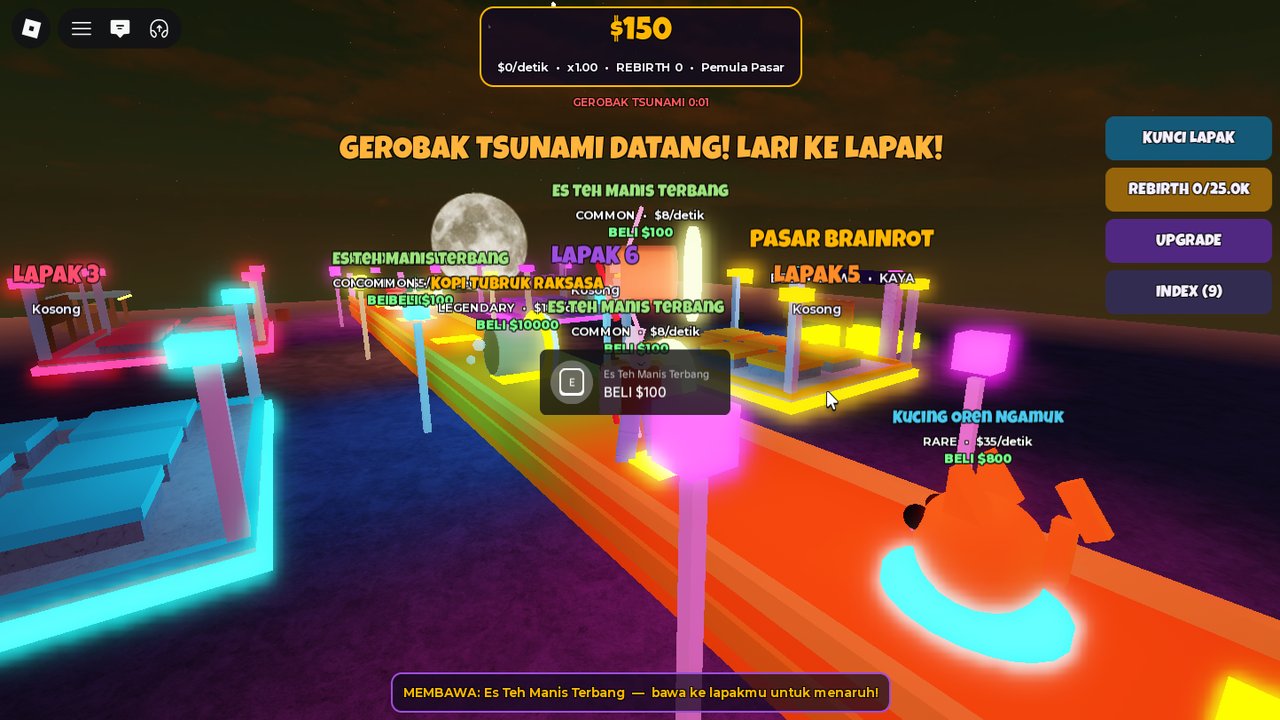 $150
$0/detik • x1.00 • REBIRTH 0 • Pemula Pasar
GEROBAK TSUNAMI 0:01
GEROBAK TSUNAMI DATANG! LARI KE LAPAK!
KUNCI LAPAK
REBIRTH 0/25.0K
UPGRADE
INDEX (9)
ES TEH MANIS TERBANG
COMMON • $8/detik
BELI $100
PASAR BRAINROT
LAPAK 6
Kosong
LAPAK 3
Kosong
LAPAK 5
• KAYA
Kosong
TERBANG
KOPI TUBRUK RAKSASA
LEGENDARY •
BELI $10000
BELI $100
ES TEH MANIS TERBANG
COMMON • $8/detik
BELI $100
E
Es Teh Manis Terbang
BELI $100
KUCING OREN NGAMUK
RARE • $35/detik
BELI $800
MEMBAWA: Es Teh Manis Terbang — bawa ke lapakmu untuk menaruh!